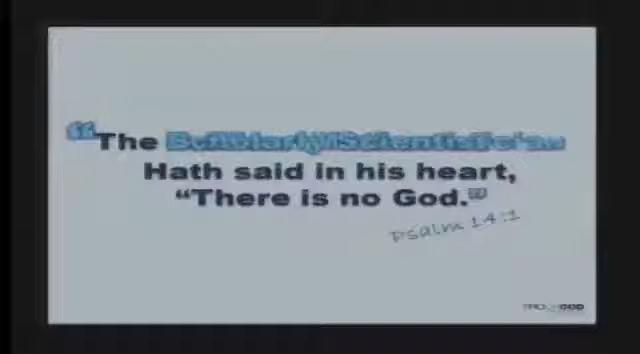 “The
Hath said in his heart,
“There is no God.”
Psalm 14:1